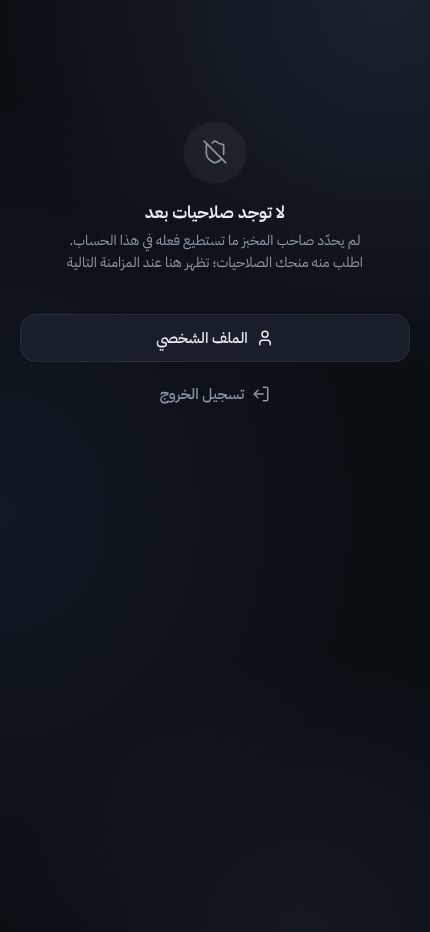 لا توجد صلاحيات بعد
لم يحدّد صاحب المخبز ما تستطيع فعله في هذا الحساب.
اطلب منه منحك الصلاحيات؛ تظهر هنا عند المزامنة التالية
الملف الشخصي
تسجيل الخروج